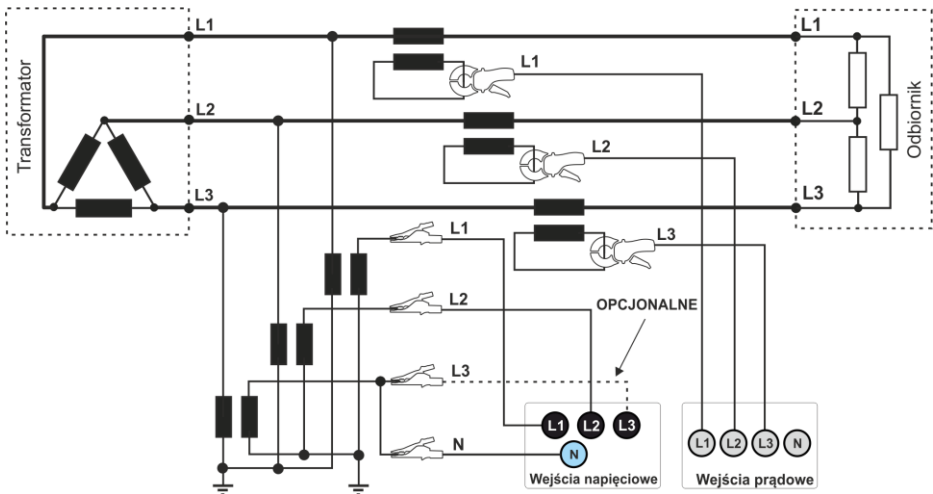 Transformator
L1
L1
L1
L2
L2
L2
Odbiornik
L3
L3
L1
L3
L2
OPCJONALNE
L3
N
L1 L2 L3
N
Wejścia napięciowe
L1 L2 L3 N
Wejścia prądowe